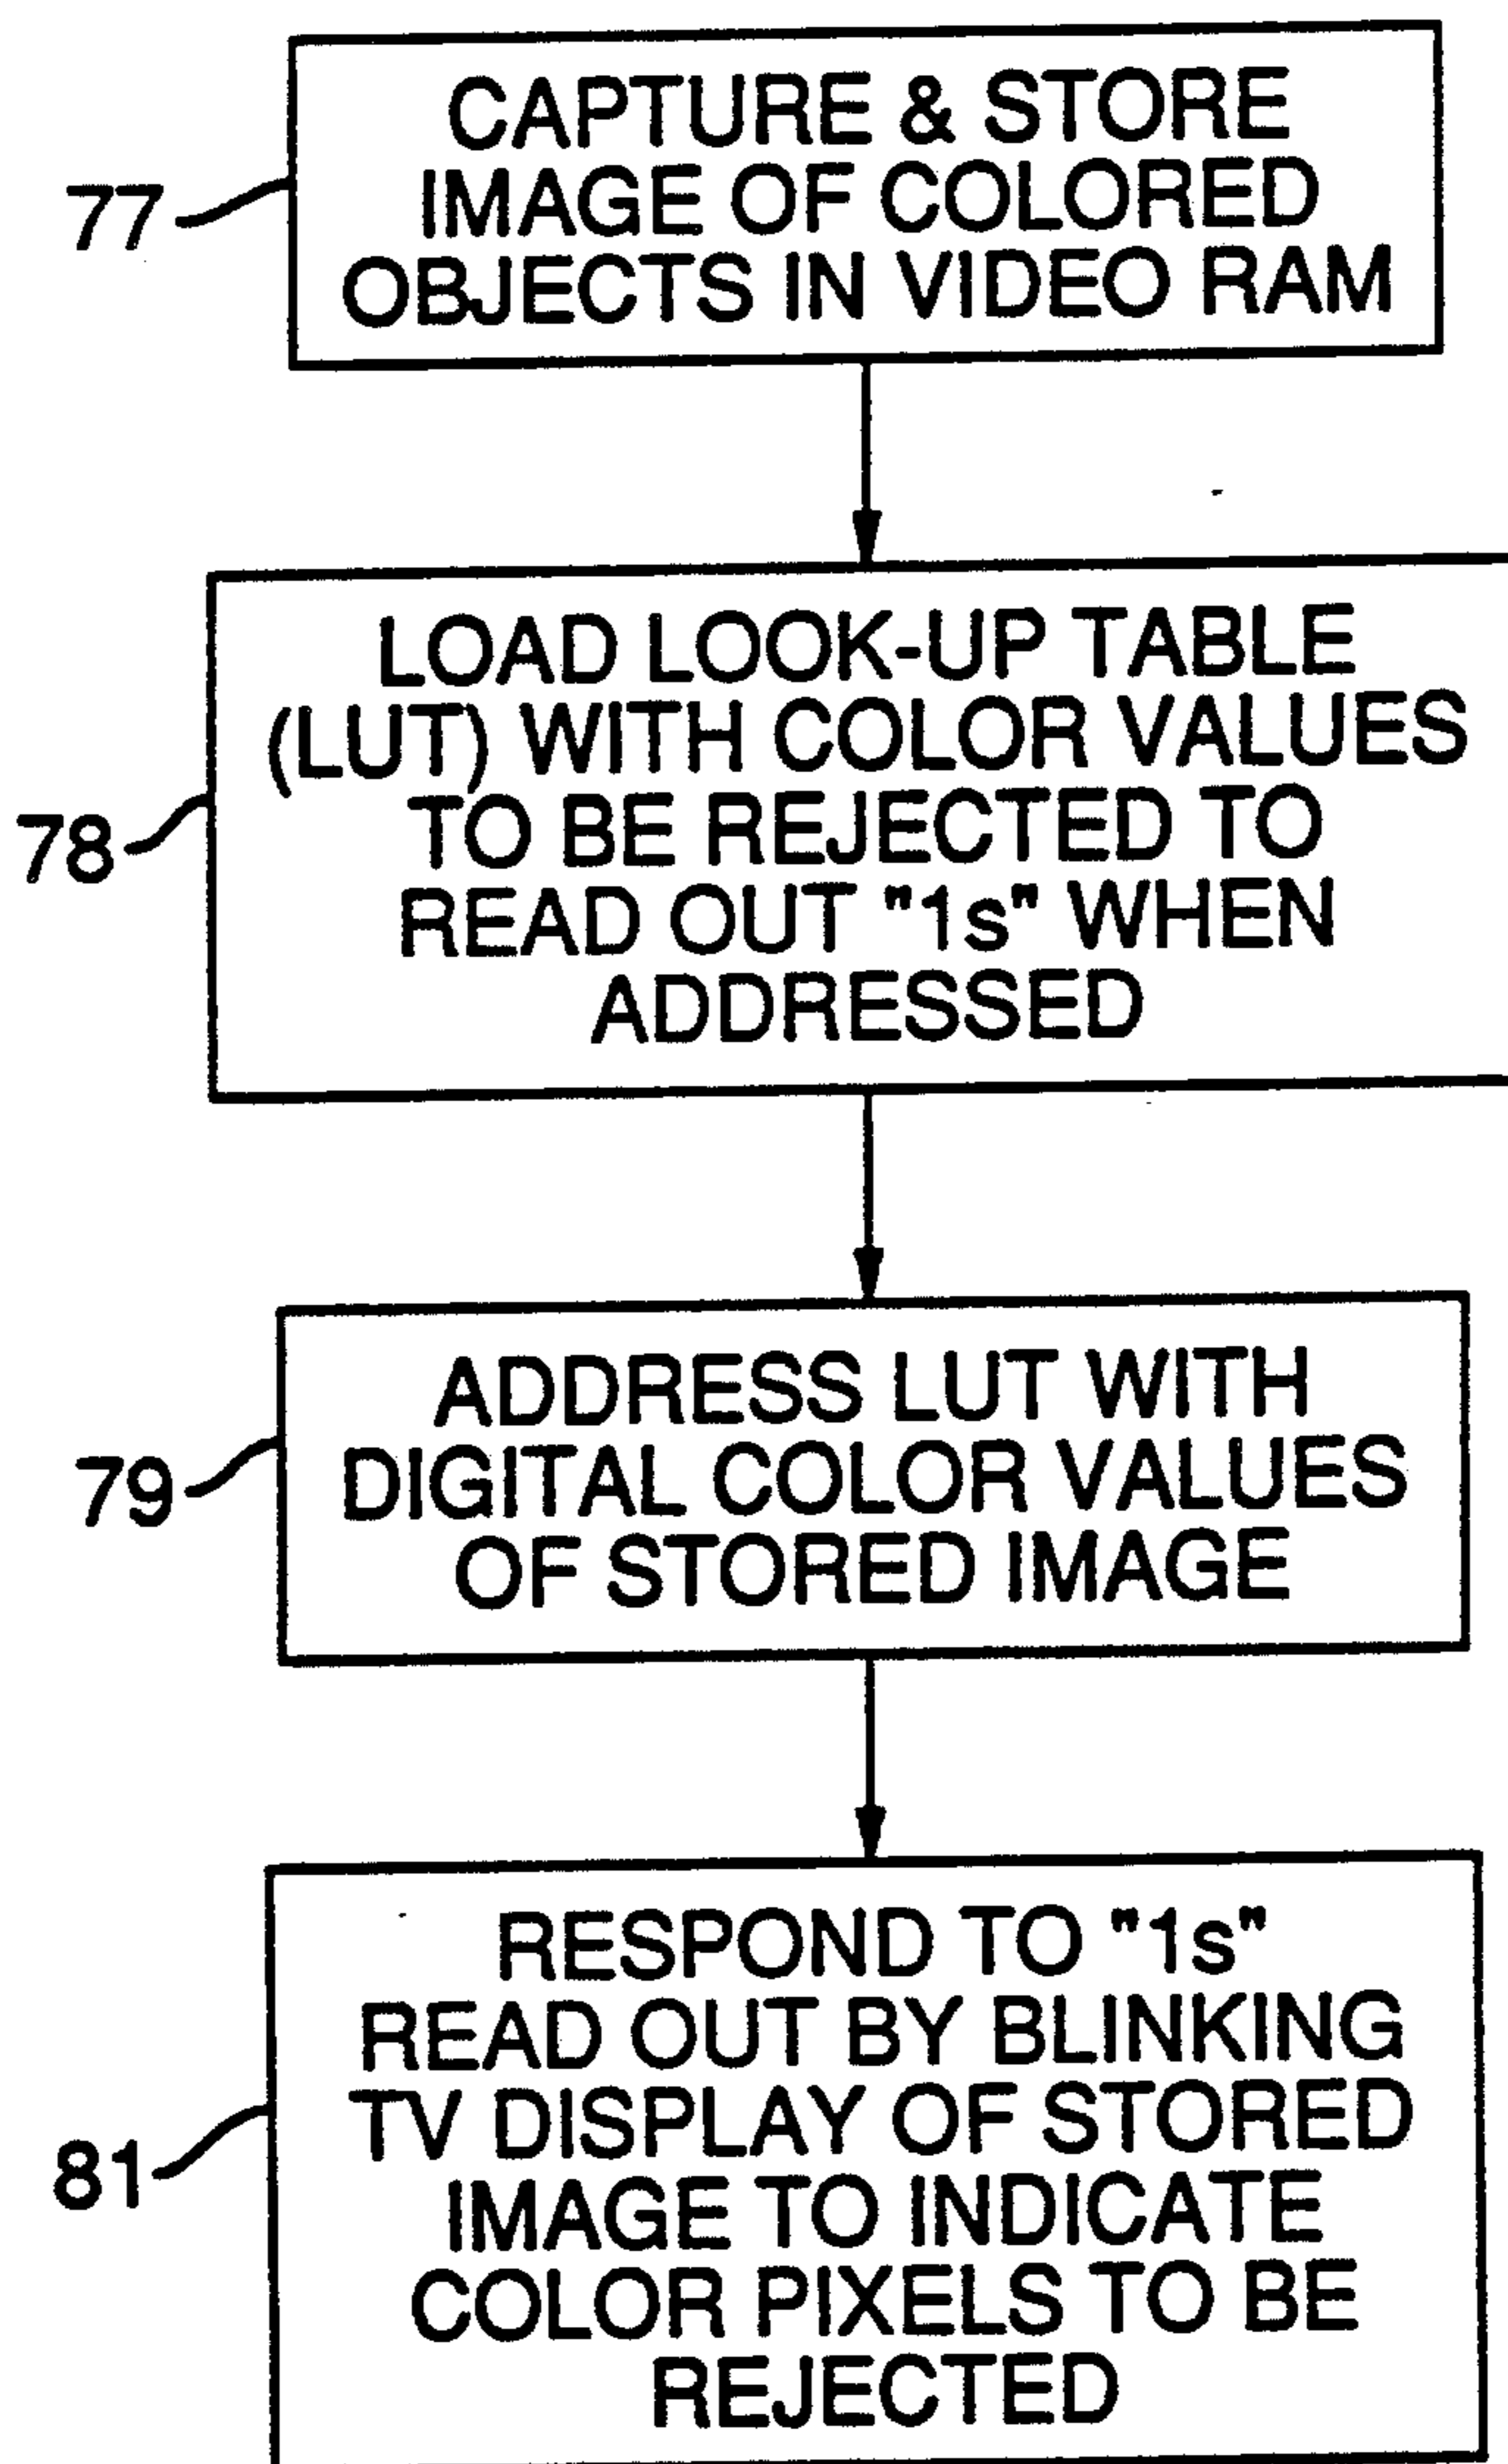 CAPTURE & STORE
IMAGE OF COLORED
OBJECTS IN VIDEO RAM
77
LOAD LOOK-UP TABLE
(LUT) WITH COLOR VALUES
TO BE REJECTED TO
READ OUT "1s" WHEN
ADDRESSED
78
ADDRESS LUT WITH
DIGITAL COLOR VALUES
OF STORED IMAGE
79
RESPOND TO "1s"
READ OUT BY BLINKING
TV DISPLAY OF STORED
IMAGE TO INDICATE
COLOR PIXELS TO BE
REJECTED
81